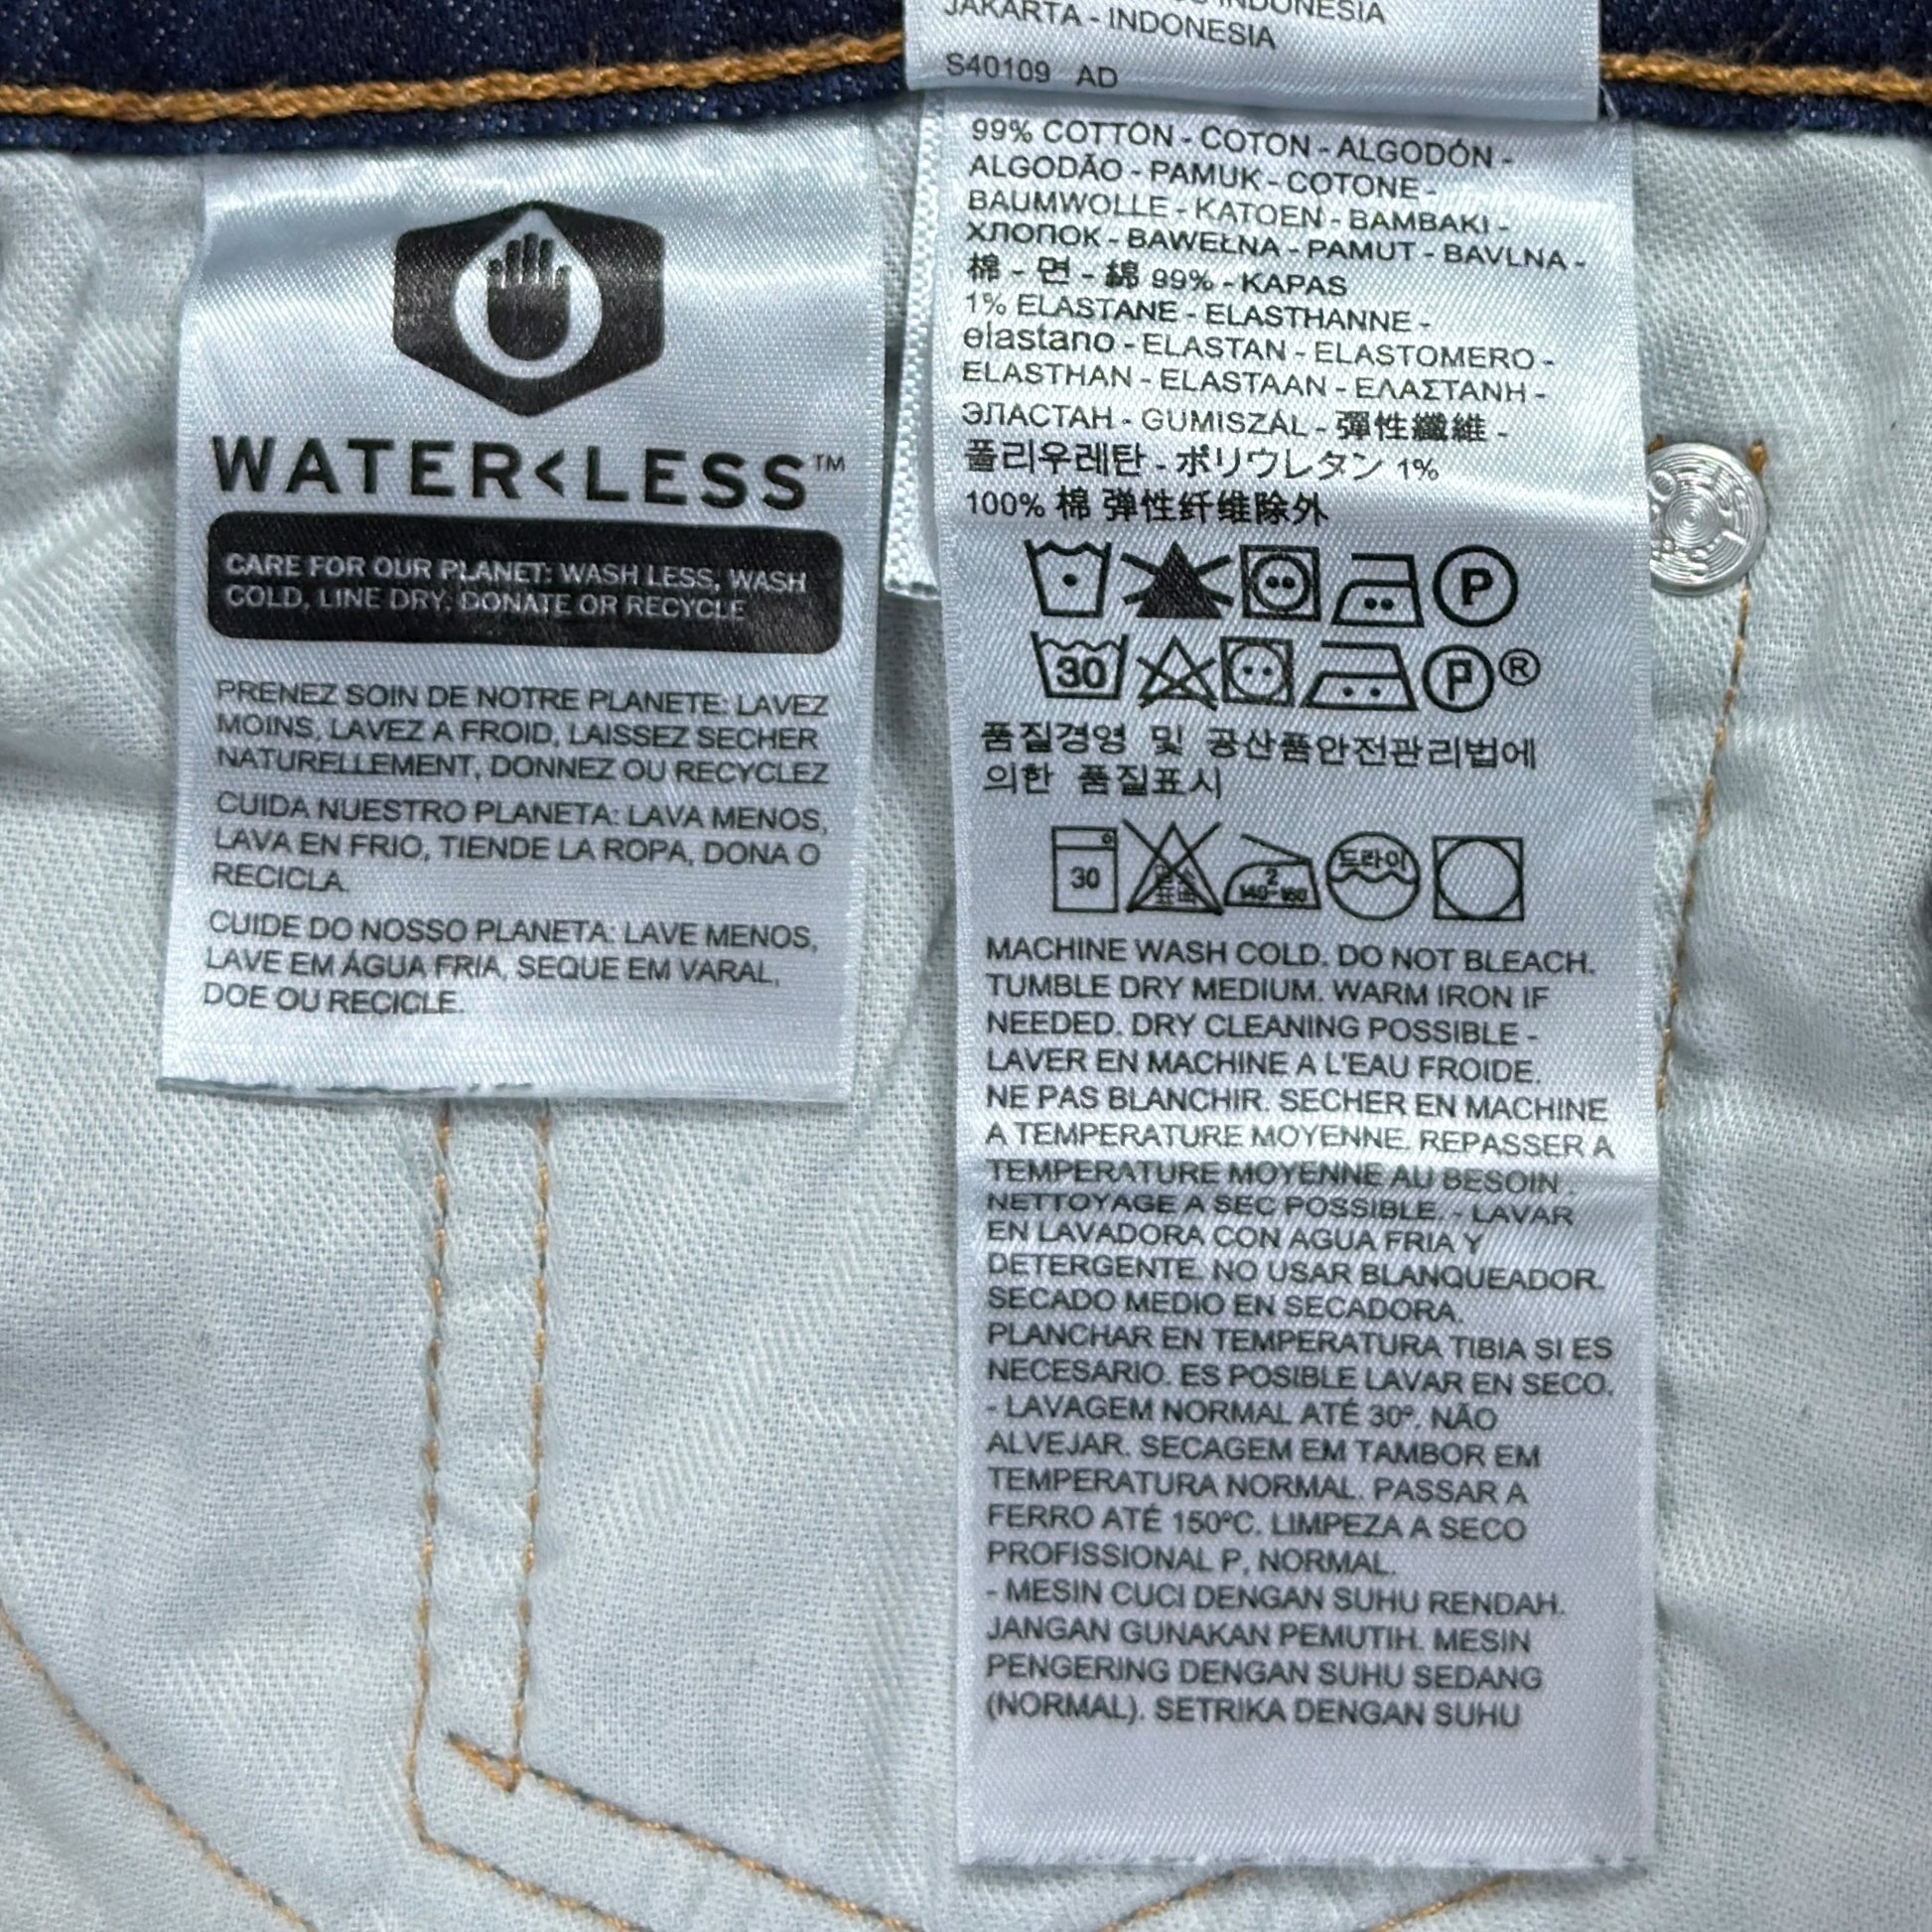 INDONESIA
JAKARTA - INDONESIA
S40109 AD
WATER<LESS™
CARE FOR OUR PLANET: WASH LESS, WASH
COLD, LINE DRY, DONATE OR RECYCLE
PRENEZ SOIN DE NOTRE PLANETE: LAVEZ
MOINS, LAVEZ A FROID, LAISSEZ SECHER
NATURELLEMENT, DONNEZ OU RECYCLEZ
CUIDA NUESTRO PLANETA: LAVA MENOS,
LAVA EN FRIO, TIENDE LA ROPA, DONA O
RECICLA.
CUIDE DO NOSSO PLANETA: LAVE MENOS,
LAVE EM ÁGUA FRIA, SEQUE EM VARAL,
DOE OU RECICLE.
99% COTTON - COTON - ALGODÓN -
ALGODÃO - PAMUK - COTONE -
BAUMWOLLE - KATOEN - BAMBAKI -
ХЛОПОК - BAWEŁNA - PAMUT - BAVLNA -
棉 - 면 - 綿 99% - KAPAS
1% ELASTANE - ELASTHANNE -
elastano - ELASTAN - ELASTOMERO -
ELASTHAN - ELASTAAN - ΕΛΑΣΤΑΝΗ -
ЭЛАСТАН - GUMISZÁL - 彈性纖維 -
폴리우레탄 - ポリウレタン 1%
100% 棉 弹性纤维除外
P
30 P ®
품질경영 및 공산품안전관리법에
의한 품질표시
30 염소표백 2 140-160 드라이
MACHINE WASH COLD. DO NOT BLEACH.
TUMBLE DRY MEDIUM. WARM IRON IF
NEEDED. DRY CLEANING POSSIBLE -
LAVER EN MACHINE A L'EAU FROIDE.
NE PAS BLANCHIR. SECHER EN MACHINE
A TEMPERATURE MOYENNE. REPASSER A
TEMPERATURE MOYENNE AU BESOIN .
NETTOYAGE A SEC POSSIBLE. - LAVAR
EN LAVADORA CON AGUA FRIA Y
DETERGENTE. NO USAR BLANQUEADOR.
SECADO MEDIO EN SECADORA.
PLANCHAR EN TEMPERATURA TIBIA SI ES
NECESARIO. ES POSIBLE LAVAR EN SECO.
- LAVAGEM NORMAL ATÉ 30º. NÃO
ALVEJAR. SECAGEM EM TAMBOR EM
TEMPERATURA NORMAL. PASSAR A
FERRO ATÉ 150ºC. LIMPEZA A SECO
PROFISSIONAL P, NORMAL.
- MESIN CUCI DENGAN SUHU RENDAH.
JANGAN GUNAKAN PEMUTIH. MESIN
PENGERING DENGAN SUHU SEDANG
(NORMAL). SETRIKA DENGAN SUHU